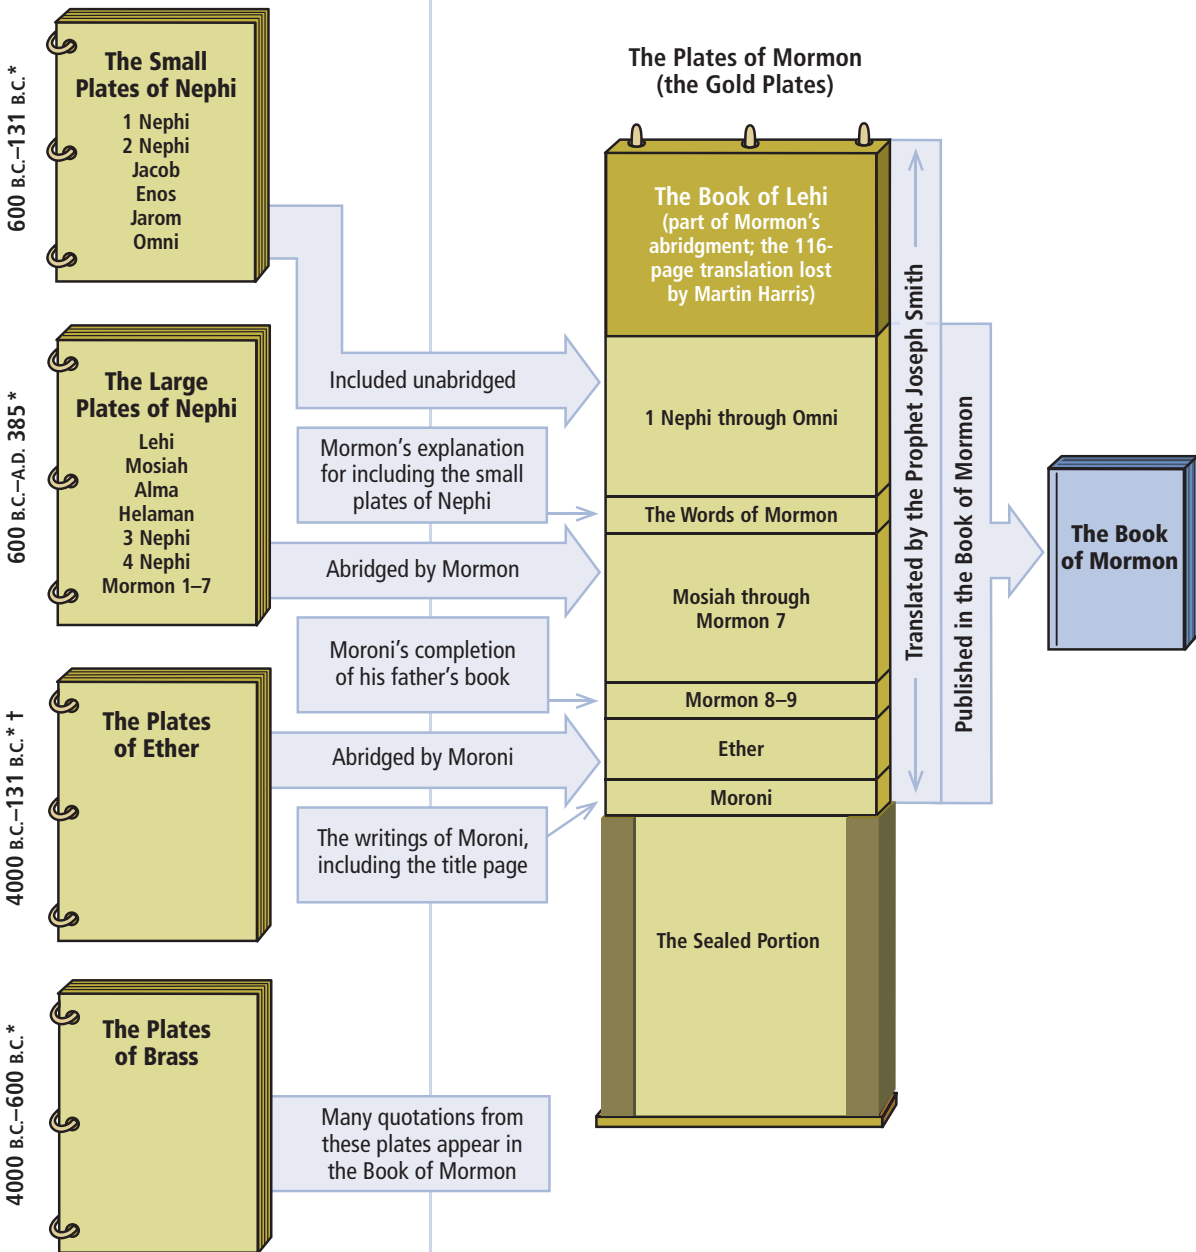 600 B.C.–131 B.C.*
The Small
Plates of Nephi
1 Nephi
2 Nephi
Jacob
Enos
Jarom
Omni
600 B.C.–A.D. 385*
The Large
Plates of Nephi
Lehi
Mosiah
Alma
Helaman
3 Nephi
4 Nephi
Mormon 1–7
4000 B.C.–131 B.C.*†
The Plates
of Ether
4000 B.C.–600 B.C.*
The Plates
of Brass
Included unabridged
Mormon’s explanation
for including the small
plates of Nephi
Abridged by Mormon
Moroni’s completion
of his father’s book
Abridged by Moroni
The writings of Moroni,
including the title page
Many quotations from
these plates appear in
the Book of Mormon
The Plates of Mormon
(the Gold Plates)
The Book of Lehi
(part of Mormon’s
abridgment; the 116-
page translation lost
by Martin Harris)
1 Nephi through Omni
The Words of Mormon
Mosiah through
Mormon 7
Mormon 8–9
Ether
Moroni
The Sealed Portion
Translated by the Prophet Joseph Smith
Published in the Book of Mormon
The Book
of Mormon